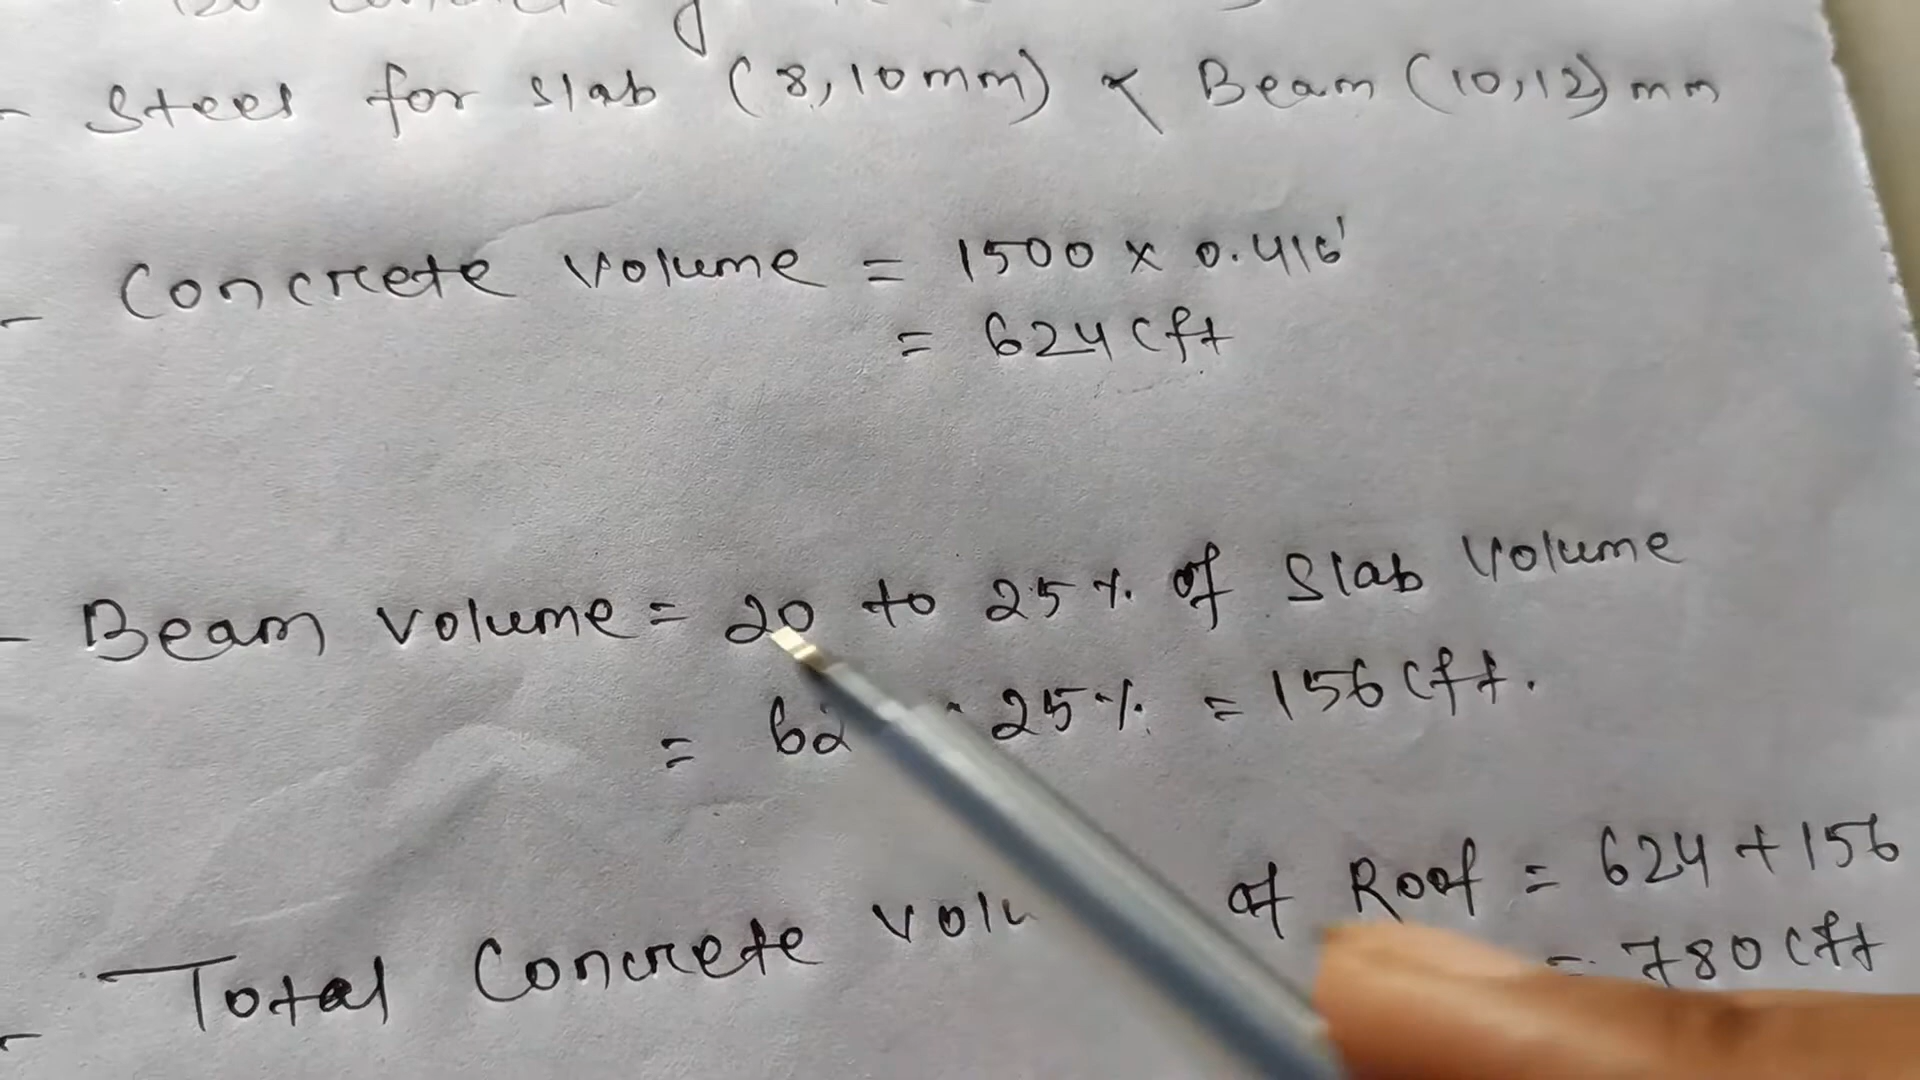 - Steel for slab (8,10mm) & Beam (10,12) mm
- Concrete volume = 1500 x 0.416'
= 624 cft
- Beam volume = 20 to 25% of Slab volume
= 62 25% = 156 cft.
- Total Concrete of Roof = 624 + 156
= 780 cft